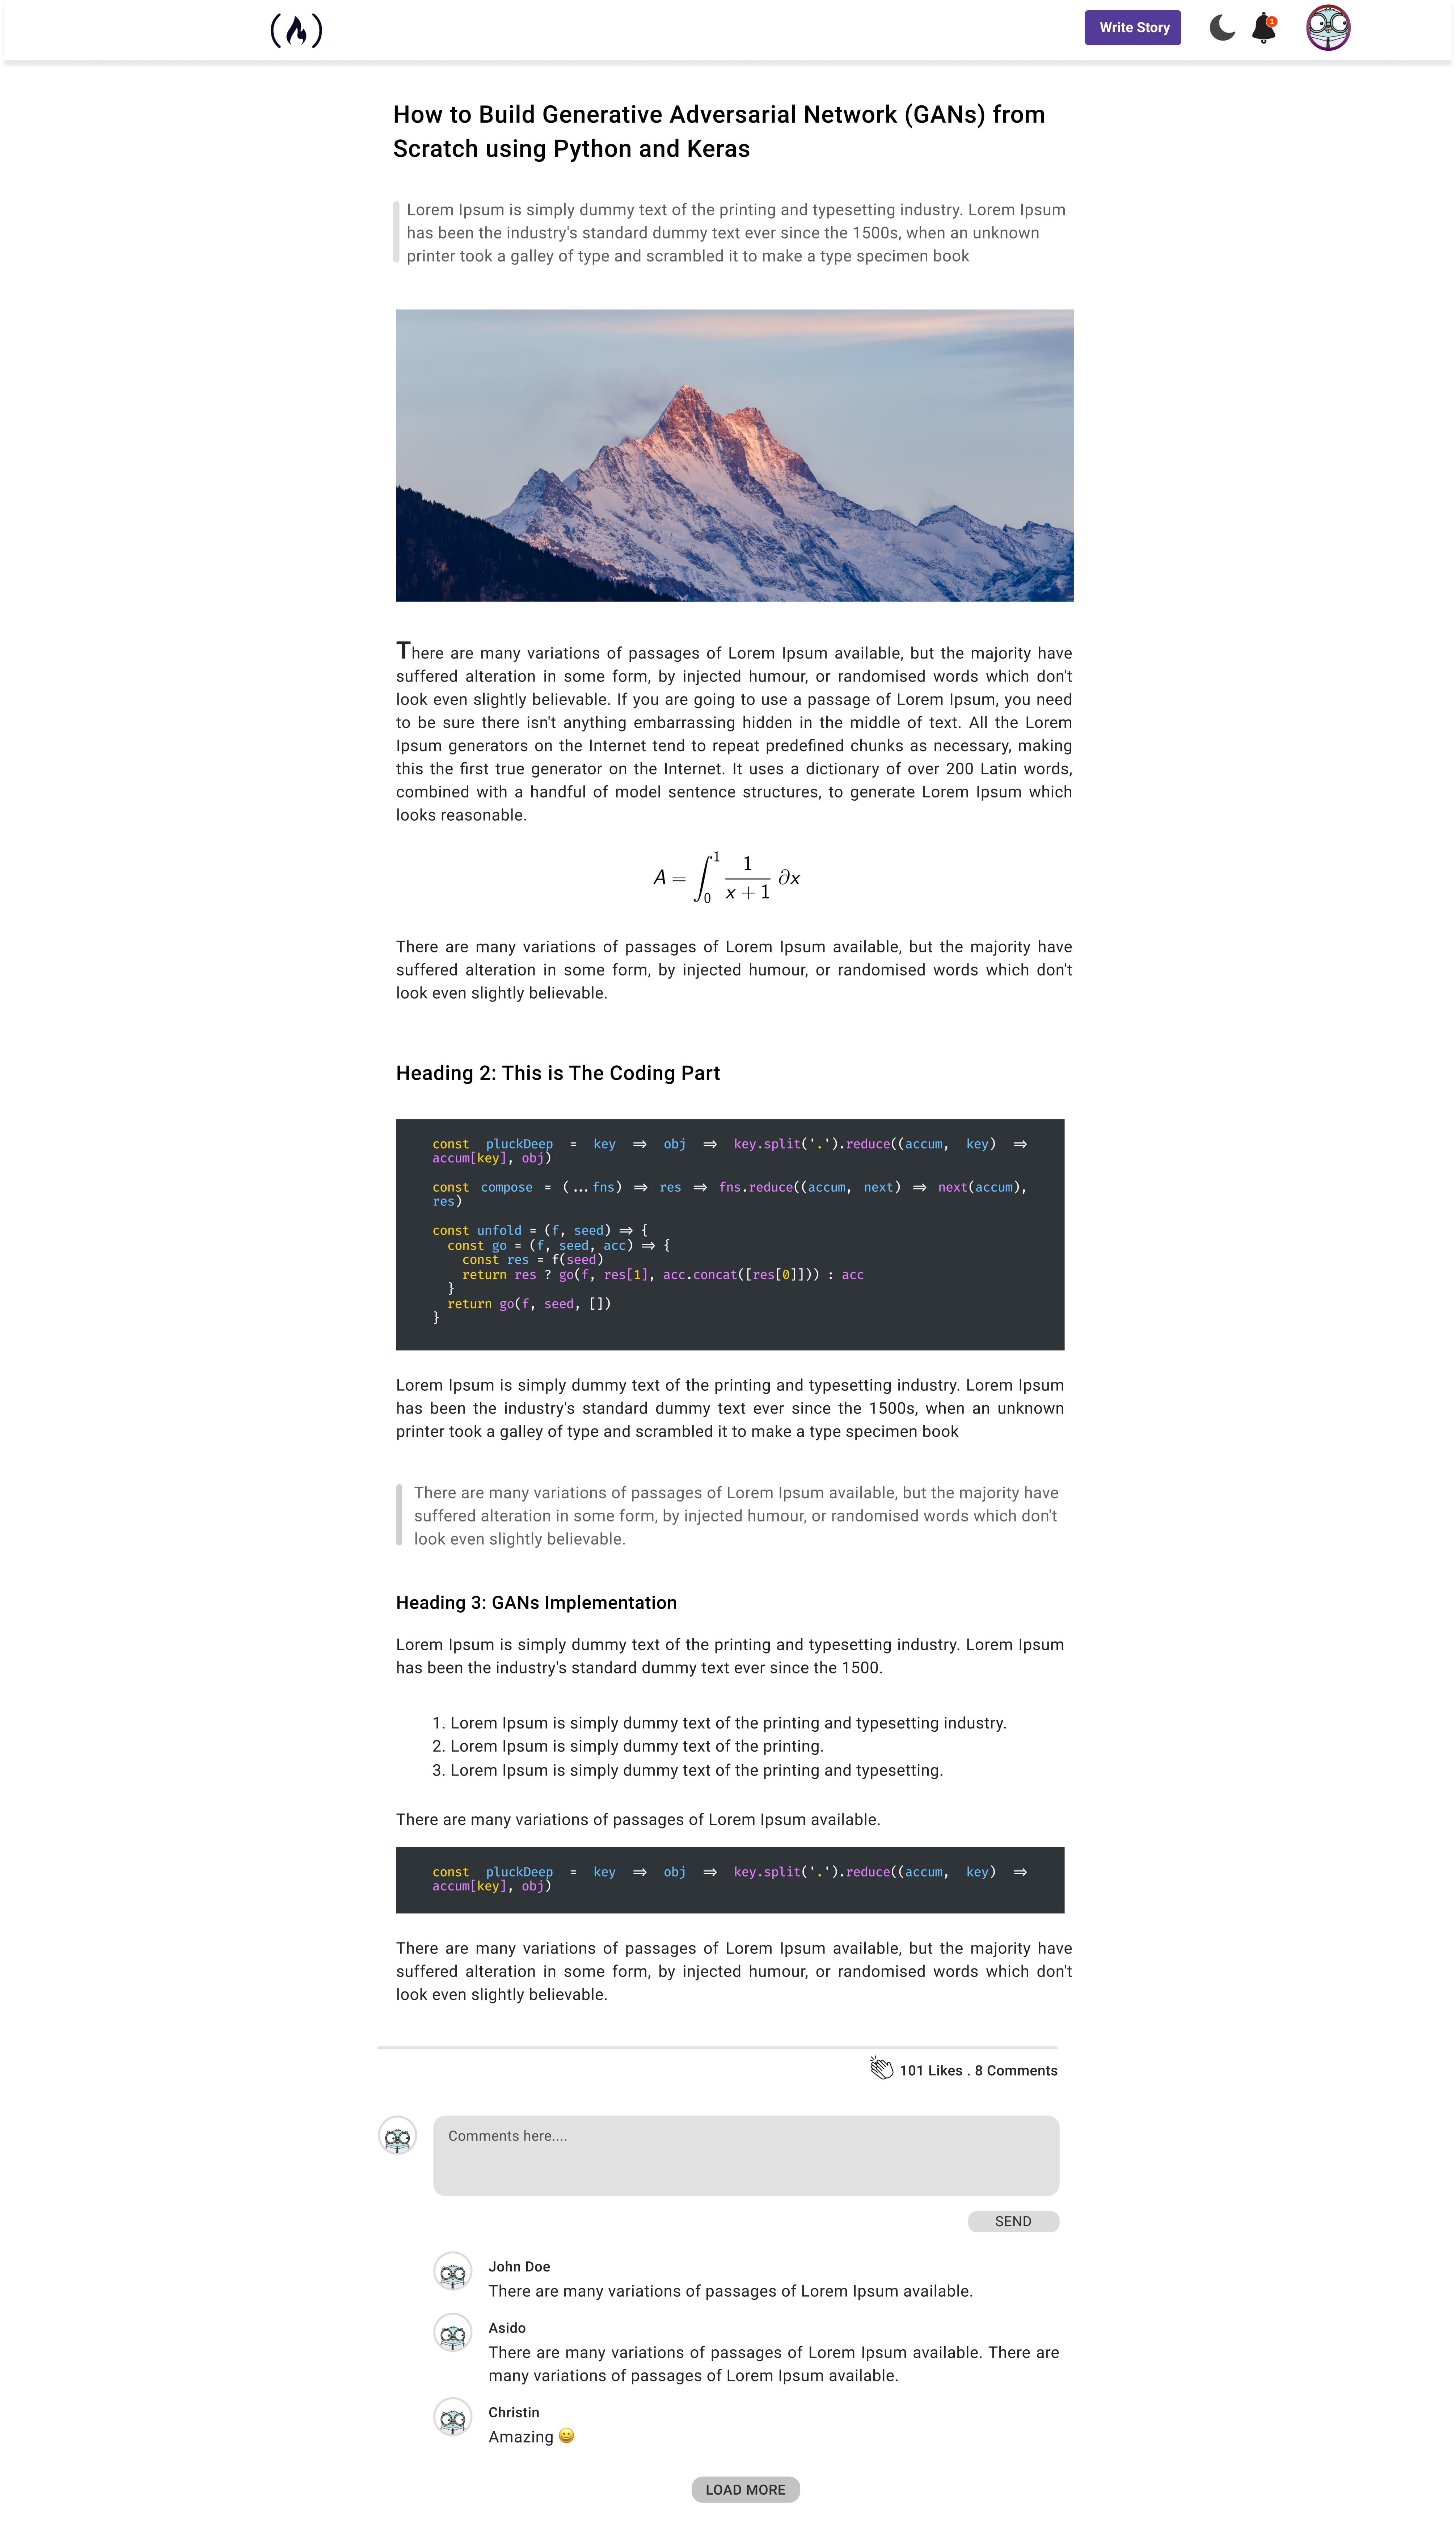 Write Story
1
How to Build Generative Adversarial Network (GANs) from
Scratch using Python and Keras
Lorem Ipsum is simply dummy text of the printing and typesetting industry. Lorem Ipsum
has been the industry's standard dummy text ever since the 1500s, when an unknown
printer took a galley of type and scrambled it to make a type specimen book
There are many variations of passages of Lorem Ipsum available, but the majority have
suffered alteration in some form, by injected humour, or randomised words which don't
look even slightly believable. If you are going to use a passage of Lorem Ipsum, you need
to be sure there isn't anything embarrassing hidden in the middle of text. All the Lorem
Ipsum generators on the Internet tend to repeat predefined chunks as necessary, making
this the first true generator on the Internet. It uses a dictionary of over 200 Latin words,
combined with a handful of model sentence structures, to generate Lorem Ipsum which
looks reasonable.
A = ∫₀¹ 1/(x + 1) ∂x
There are many variations of passages of Lorem Ipsum available, but the majority have
suffered alteration in some form, by injected humour, or randomised words which don't
look even slightly believable.
Heading 2: This is The Coding Part
const pluckDeep = key => obj => key.split('.').reduce((accum, key) =>
accum[key], obj)
const compose = (...fns) => res => fns.reduce((accum, next) => next(accum),
res)
const unfold = (f, seed) => {
const go = (f, seed, acc) => {
const res = f(seed)
return res ? go(f, res[1], acc.concat([res[0]])) : acc
}
return go(f, seed, [])
}
Lorem Ipsum is simply dummy text of the printing and typesetting industry. Lorem Ipsum
has been the industry's standard dummy text ever since the 1500s, when an unknown
printer took a galley of type and scrambled it to make a type specimen book
There are many variations of passages of Lorem Ipsum available, but the majority have
suffered alteration in some form, by injected humour, or randomised words which don't
look even slightly believable.
Heading 3: GANs Implementation
Lorem Ipsum is simply dummy text of the printing and typesetting industry. Lorem Ipsum
has been the industry's standard dummy text ever since the 1500.
1. Lorem Ipsum is simply dummy text of the printing and typesetting industry.
2. Lorem Ipsum is simply dummy text of the printing.
3. Lorem Ipsum is simply dummy text of the printing and typesetting.
There are many variations of passages of Lorem Ipsum available.
const pluckDeep = key => obj => key.split('.').reduce((accum, key) =>
accum[key], obj)
There are many variations of passages of Lorem Ipsum available, but the majority have
suffered alteration in some form, by injected humour, or randomised words which don't
look even slightly believable.
101 Likes . 8 Comments
Comments here....
SEND
John Doe
There are many variations of passages of Lorem Ipsum available.
Asido
There are many variations of passages of Lorem Ipsum available. There are
many variations of passages of Lorem Ipsum available.
Christin
Amazing 😀
LOAD MORE